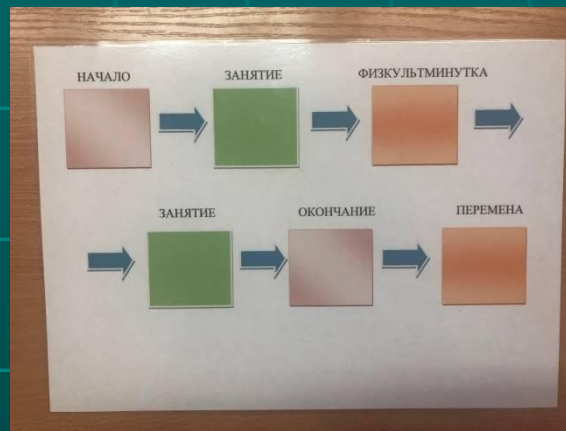 НАЧАЛО ЗАНЯТИЕ ФИЗКУЛЬТМИНУТКА
ЗАНЯТИЕ ОКОНЧАНИЕ ПЕРЕМЕНА